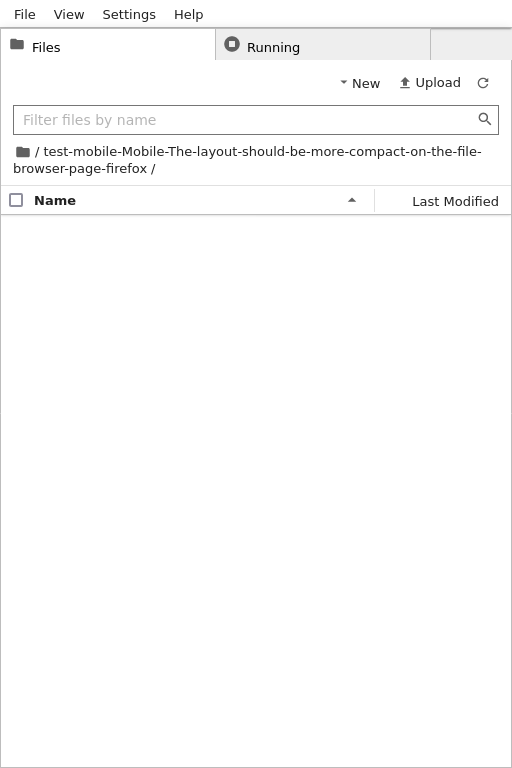 File View Settings Help
Files Running
New Upload
Filter files by name
/ test-mobile-Mobile-The-layout-should-be-more-compact-on-the-file-
browser-page-firefox /
Name Last Modified